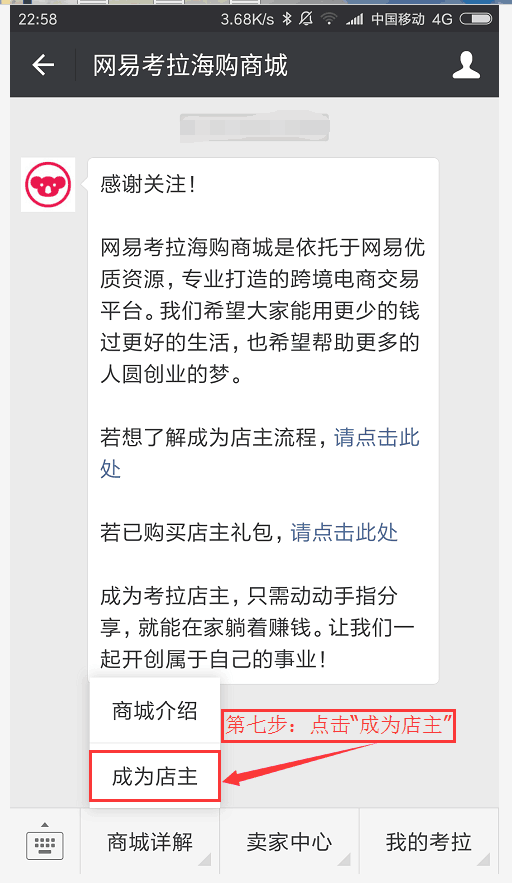 22:58 3.68K/s 中国移动 4G
网易考拉海购商城
感谢关注！
网易考拉海购商城是依托于网易优
质资源，专业打造的跨境电商交易
平台。我们希望大家能用更少的钱
过更好的生活，也希望帮助更多的
人圆创业的梦。
若想了解成为店主流程，请点击此
处
若已购买店主礼包，请点击此处
成为考拉店主，只需动动手指分
享，就能在家躺着赚钱。让我们一
起开创属于自己的事业！
商城介绍
第七步：点击“成为店主”
成为店主
商城详解 卖家中心 我的考拉